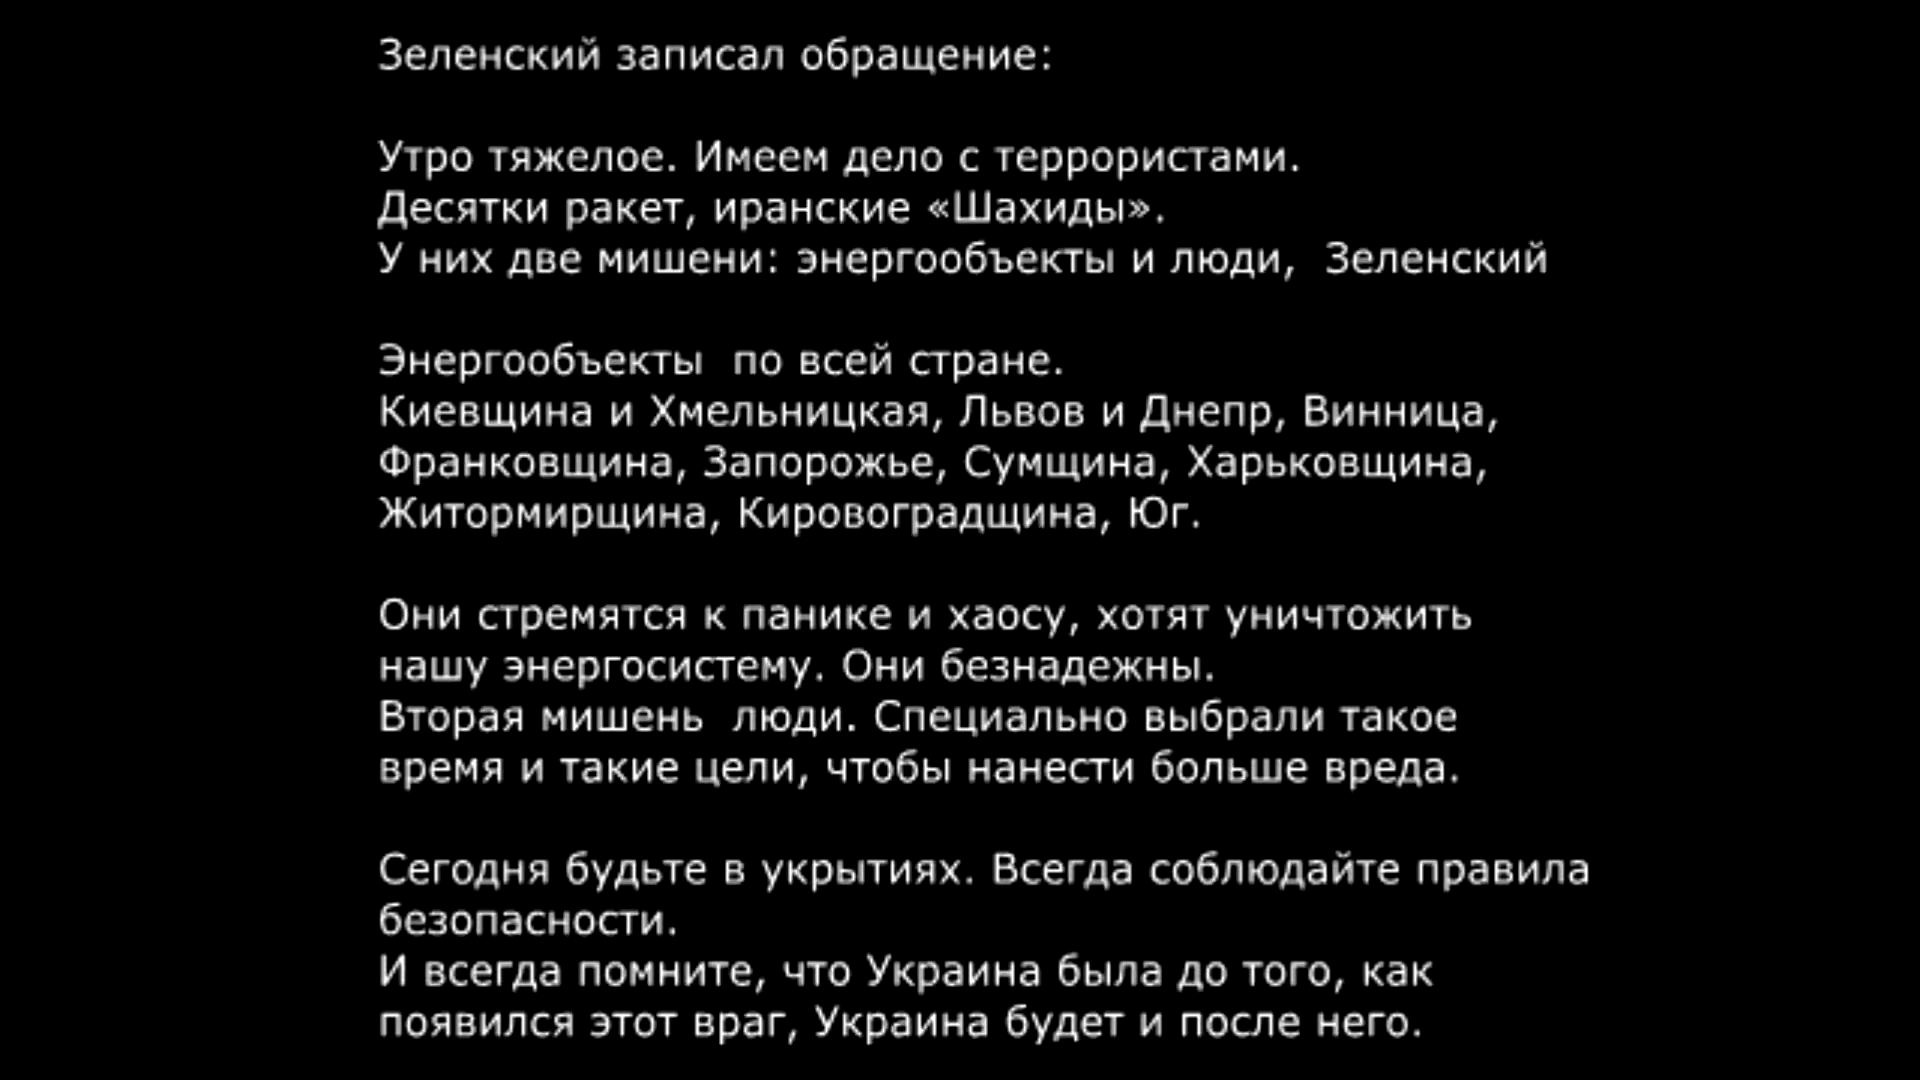 Зеленский записал обращение:
Утро тяжелое. Имеем дело с террористами.
Десятки ракет, иранские «Шахиды».
У них две мишени: энергообъекты и люди,  Зеленский
Энергообъекты  по всей стране.
Киевщина и Хмельницкая, Львов и Днепр, Винница,
Франковщина, Запорожье, Сумщина, Харьковщина,
Житормирщина, Кировоградщина, Юг.
Они стремятся к панике и хаосу, хотят уничтожить
нашу энергосистему. Они безнадежны.
Вторая мишень  люди. Специально выбрали такое
время и такие цели, чтобы нанести больше вреда.
Сегодня будьте в укрытиях. Всегда соблюдайте правила
безопасности.
И всегда помните, что Украина была до того, как
появился этот враг, Украина будет и после него.